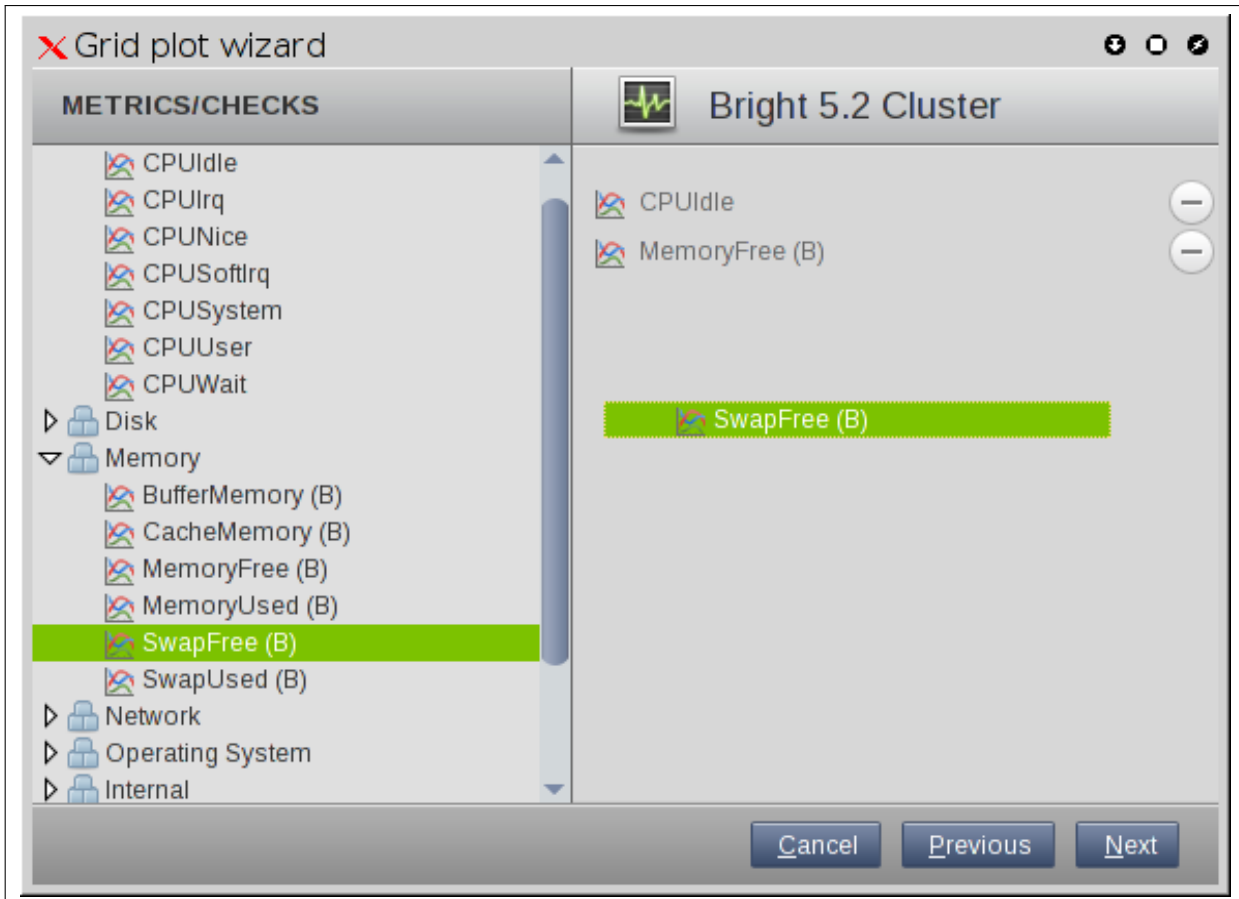 Grid plot wizard
METRICS/CHECKS
CPUIdle
CPUIrq
CPUNice
CPUSoftIrq
CPUSystem
CPUUser
CPUWait
Disk
Memory
BufferMemory (B)
CacheMemory (B)
MemoryFree (B)
MemoryUsed (B)
SwapFree (B)
SwapUsed (B)
Network
Operating System
Internal
Bright 5.2 Cluster
CPUIdle
MemoryFree (B)
SwapFree (B)
Cancel
Previous
Next